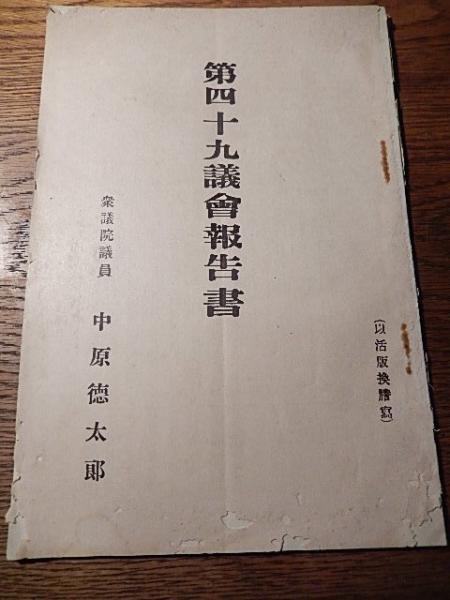 (以活版換謄寫)
第四十九議會報告書
衆議院議員 中原徳太郎